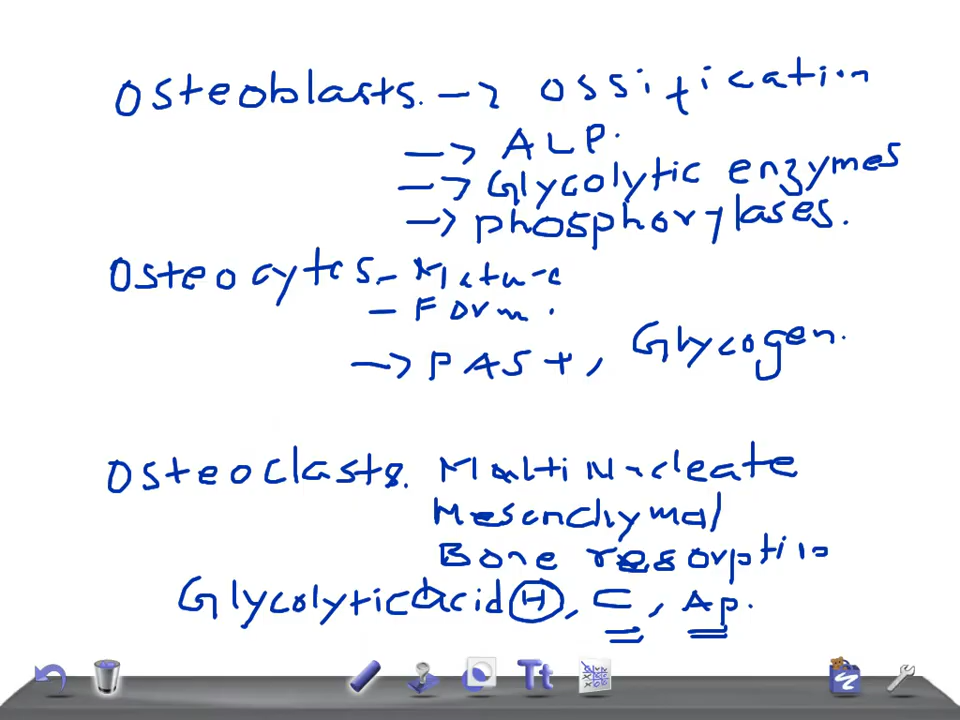 Osteoblasts. → Ossification
→ ALP.
→ Glycolytic enzymes
→ phosphorylases.
Osteocytes. - Mature
- Form.
→ PAS +, Glycogen.
Osteoclasts. MultiNucleate
Mesenchymal
Bone resorption
Glycolytic acid H, C, Ap.
Tt